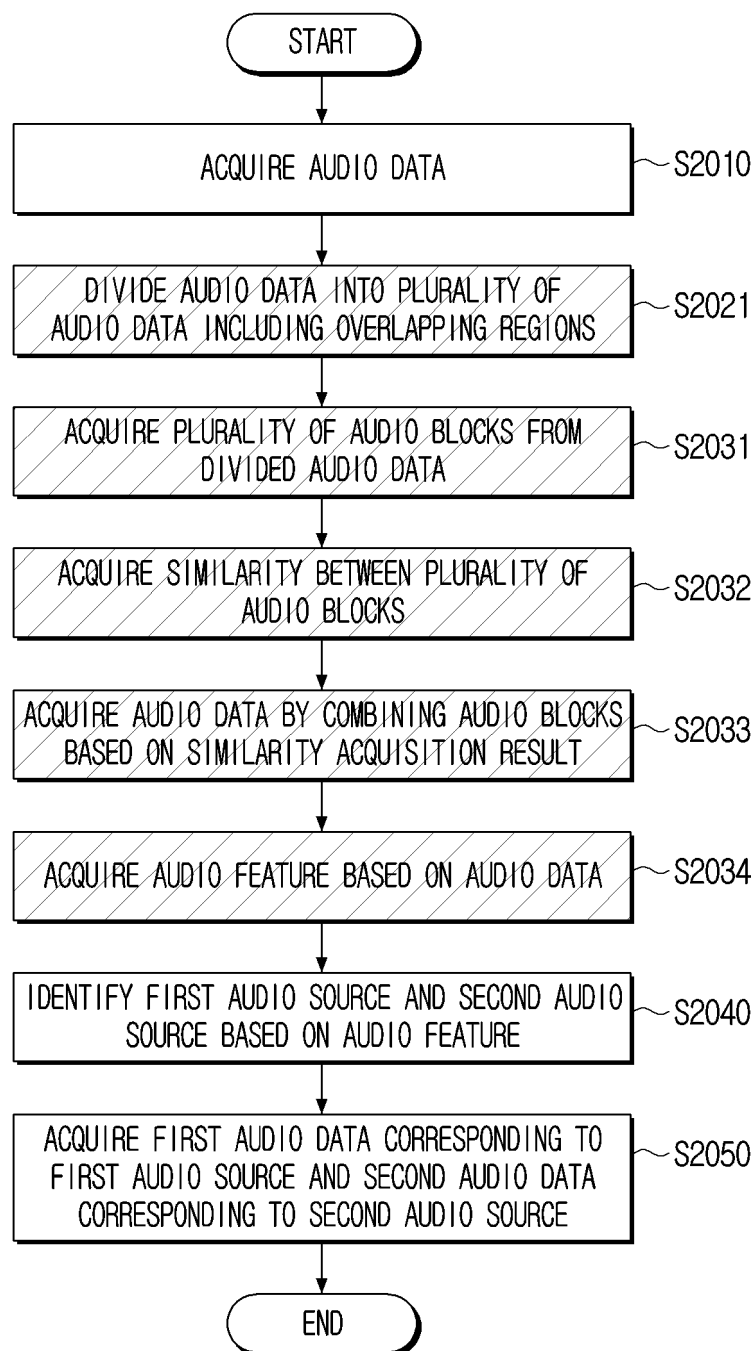 START
ACQUIRE AUDIO DATA
S2010
DIVIDE AUDIO DATA INTO PLURALITY OF
AUDIO DATA INCLUDING OVERLAPPING REGIONS
S2021
ACQUIRE PLURALITY OF AUDIO BLOCKS FROM
DIVIDED AUDIO DATA
S2031
ACQUIRE SIMILARITY BETWEEN PLURALITY OF
AUDIO BLOCKS
S2032
ACQUIRE AUDIO DATA BY COMBINING AUDIO BLOCKS
BASED ON SIMILARITY ACQUISITION RESULT
S2033
ACQUIRE AUDIO FEATURE BASED ON AUDIO DATA
S2034
IDENTIFY FIRST AUDIO SOURCE AND SECOND AUDIO
SOURCE BASED ON AUDIO FEATURE
S2040
ACQUIRE FIRST AUDIO DATA CORRESPONDING TO
FIRST AUDIO SOURCE AND SECOND AUDIO DATA
CORRESPONDING TO SECOND AUDIO SOURCE
S2050
END